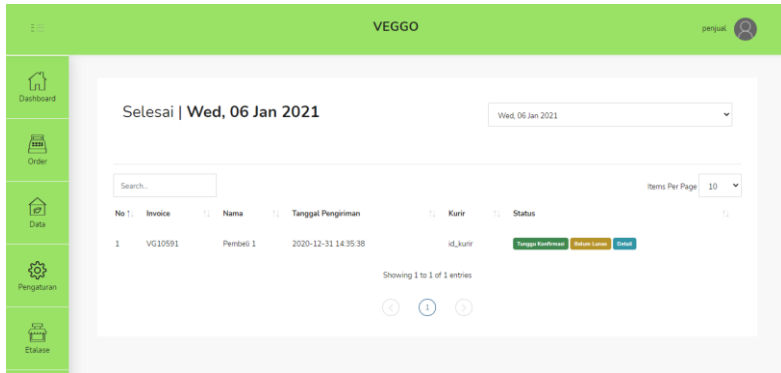 VEGGO
penjual
Dashboard
Order
Data
Pengaturan
Etalase
Selesai | Wed, 06 Jan 2021
Wed, 06 Jan 2021
Search..
Items Per Page 10
No Invoice Nama Tanggal Pengiriman Kurir Status
1 VG10591 Pembeli 1 2020-12-31 14:35:38 id_kurir Tunggu Konfirmasi Belum Lunas Detail
Showing 1 to 1 of 1 entries
1